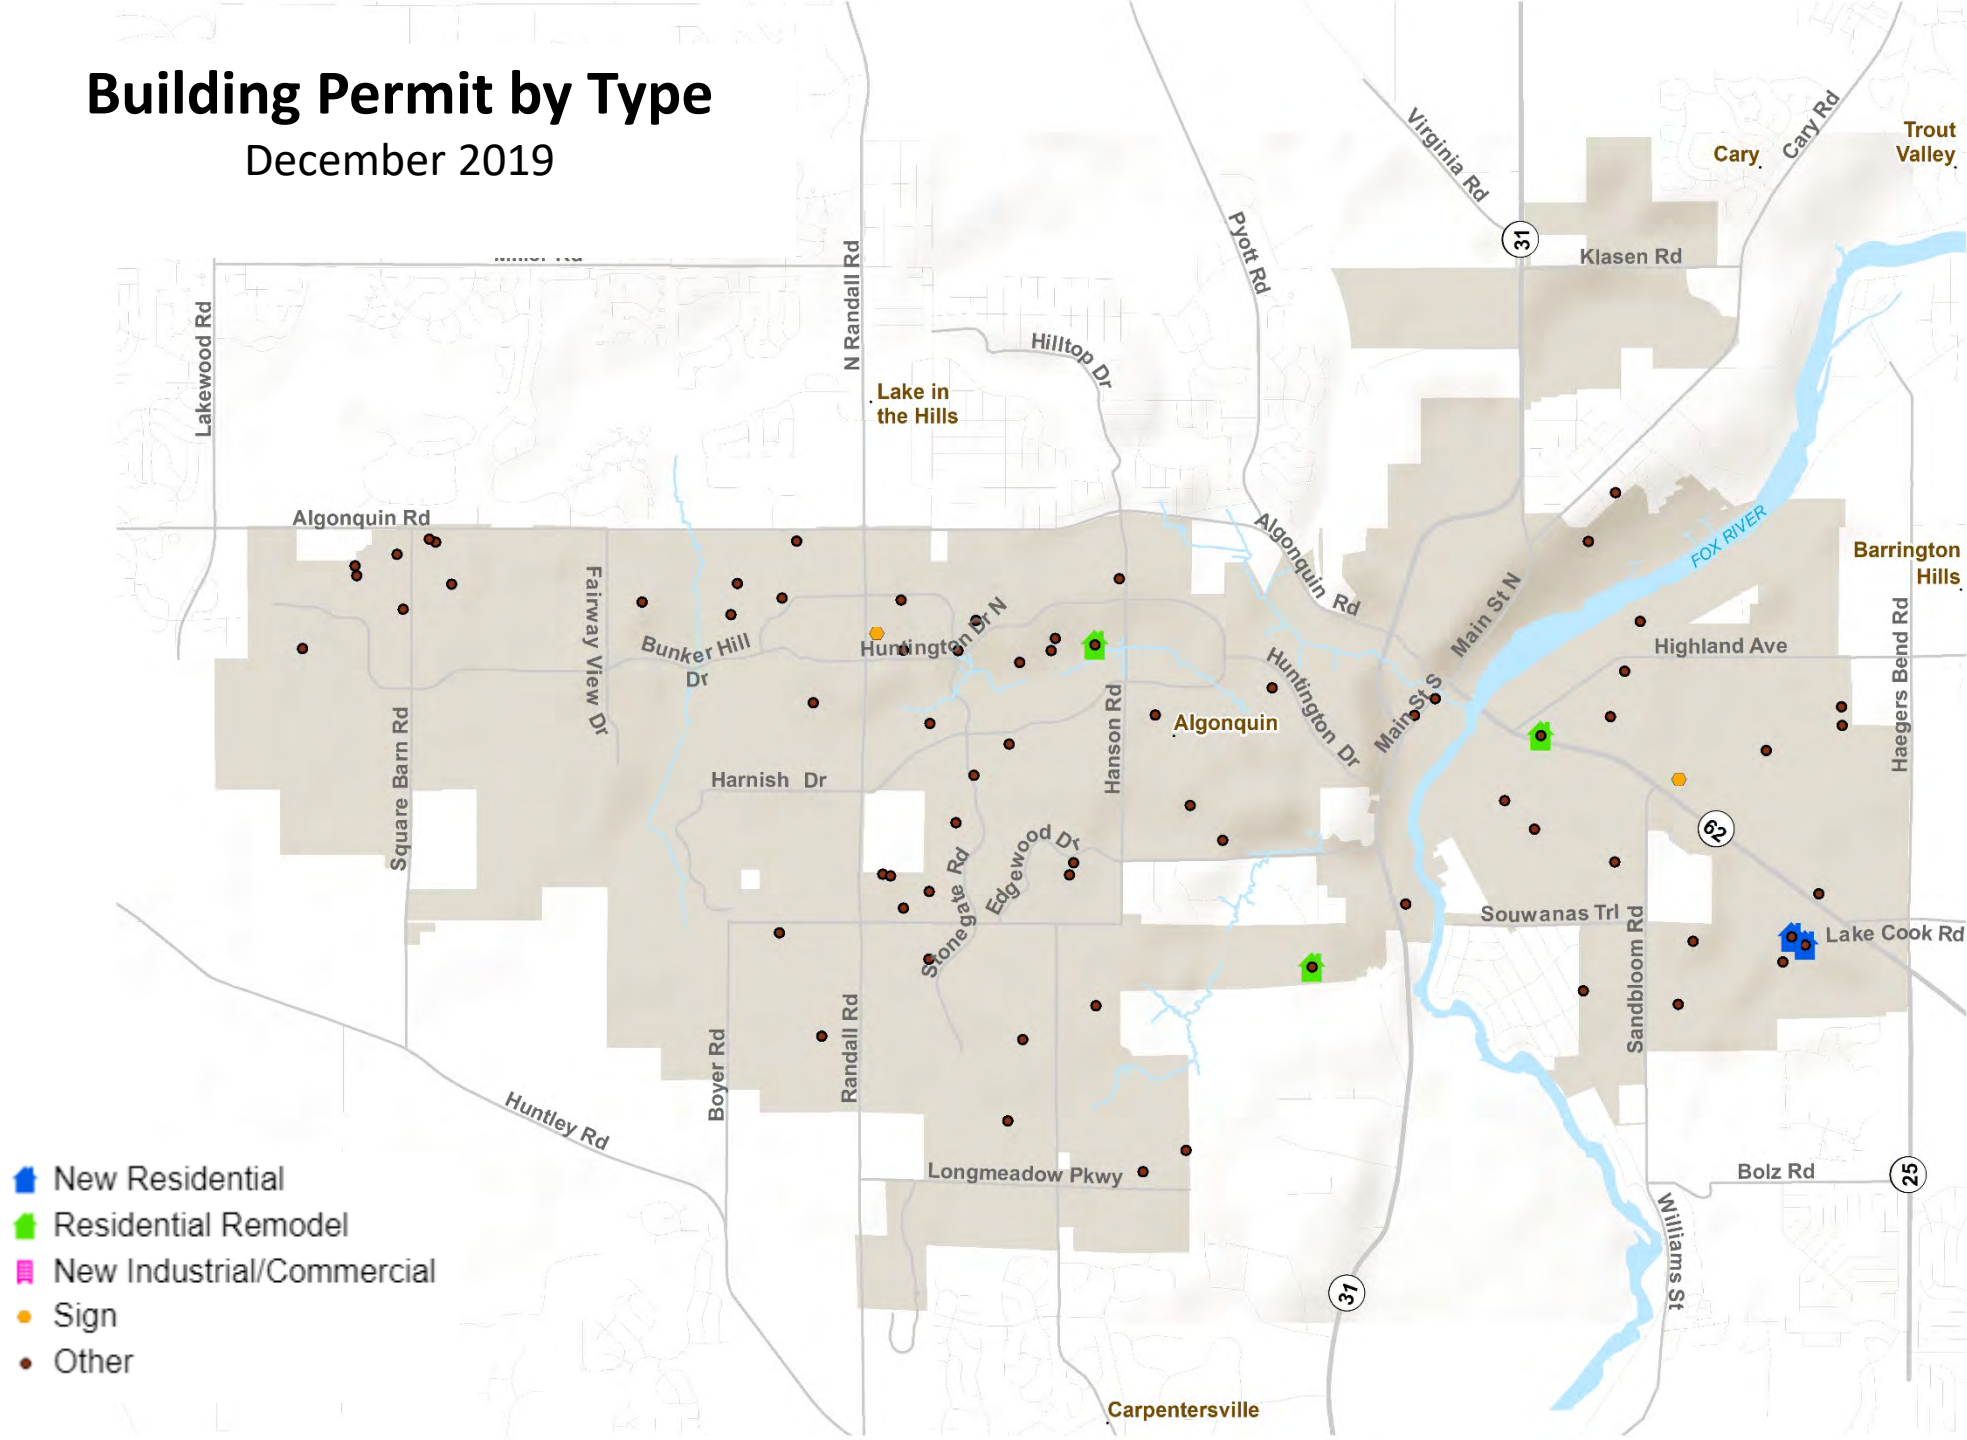 Building Permit by Type
December 2019
Virginia Rd
Cary Rd
Cary
Trout
Valley
31
Klasen Rd
Pyott Rd
N Randall Rd
Lakewood Rd
Hilltop Dr
Lake in
the Hills
Algonquin Rd
Algonquin Rd
FOX RIVER
Barrington
Hills
Fairway View Dr
Bunker Hill
Dr
Huntington Dr N
Huntington Dr
Main St N
Main St S
Highland Ave
Haegers Bend Rd
Square Barn Rd
Hanson Rd
Algonquin
Harnish Dr
62
Edgewood Dr
Stonegate Rd
Souwanas Trl
Sandbloom Rd
Lake Cook Rd
Boyer Rd
Randall Rd
Huntley Rd
Longmeadow Pkwy
Bolz Rd
25
Williams St
31
Carpentersville
New Residential
Residential Remodel
New Industrial/Commercial
Sign
Other